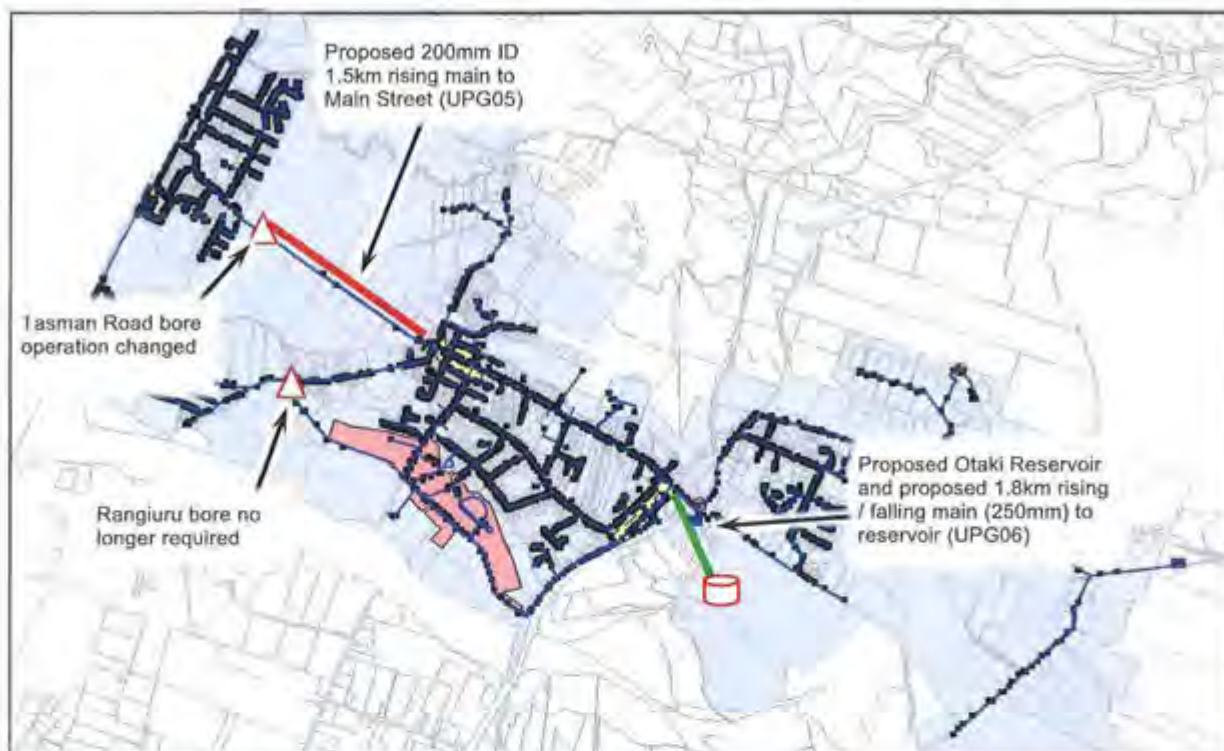 Proposed 200mm ID
1.5km rising main to
Main Street (UPG05)
Tasman Road bore
operation changed
Rangiuru bore no
longer required
Proposed Otaki Reservoir
and proposed 1.8km rising
/ falling main (250mm) to
reservoir (UPG06)